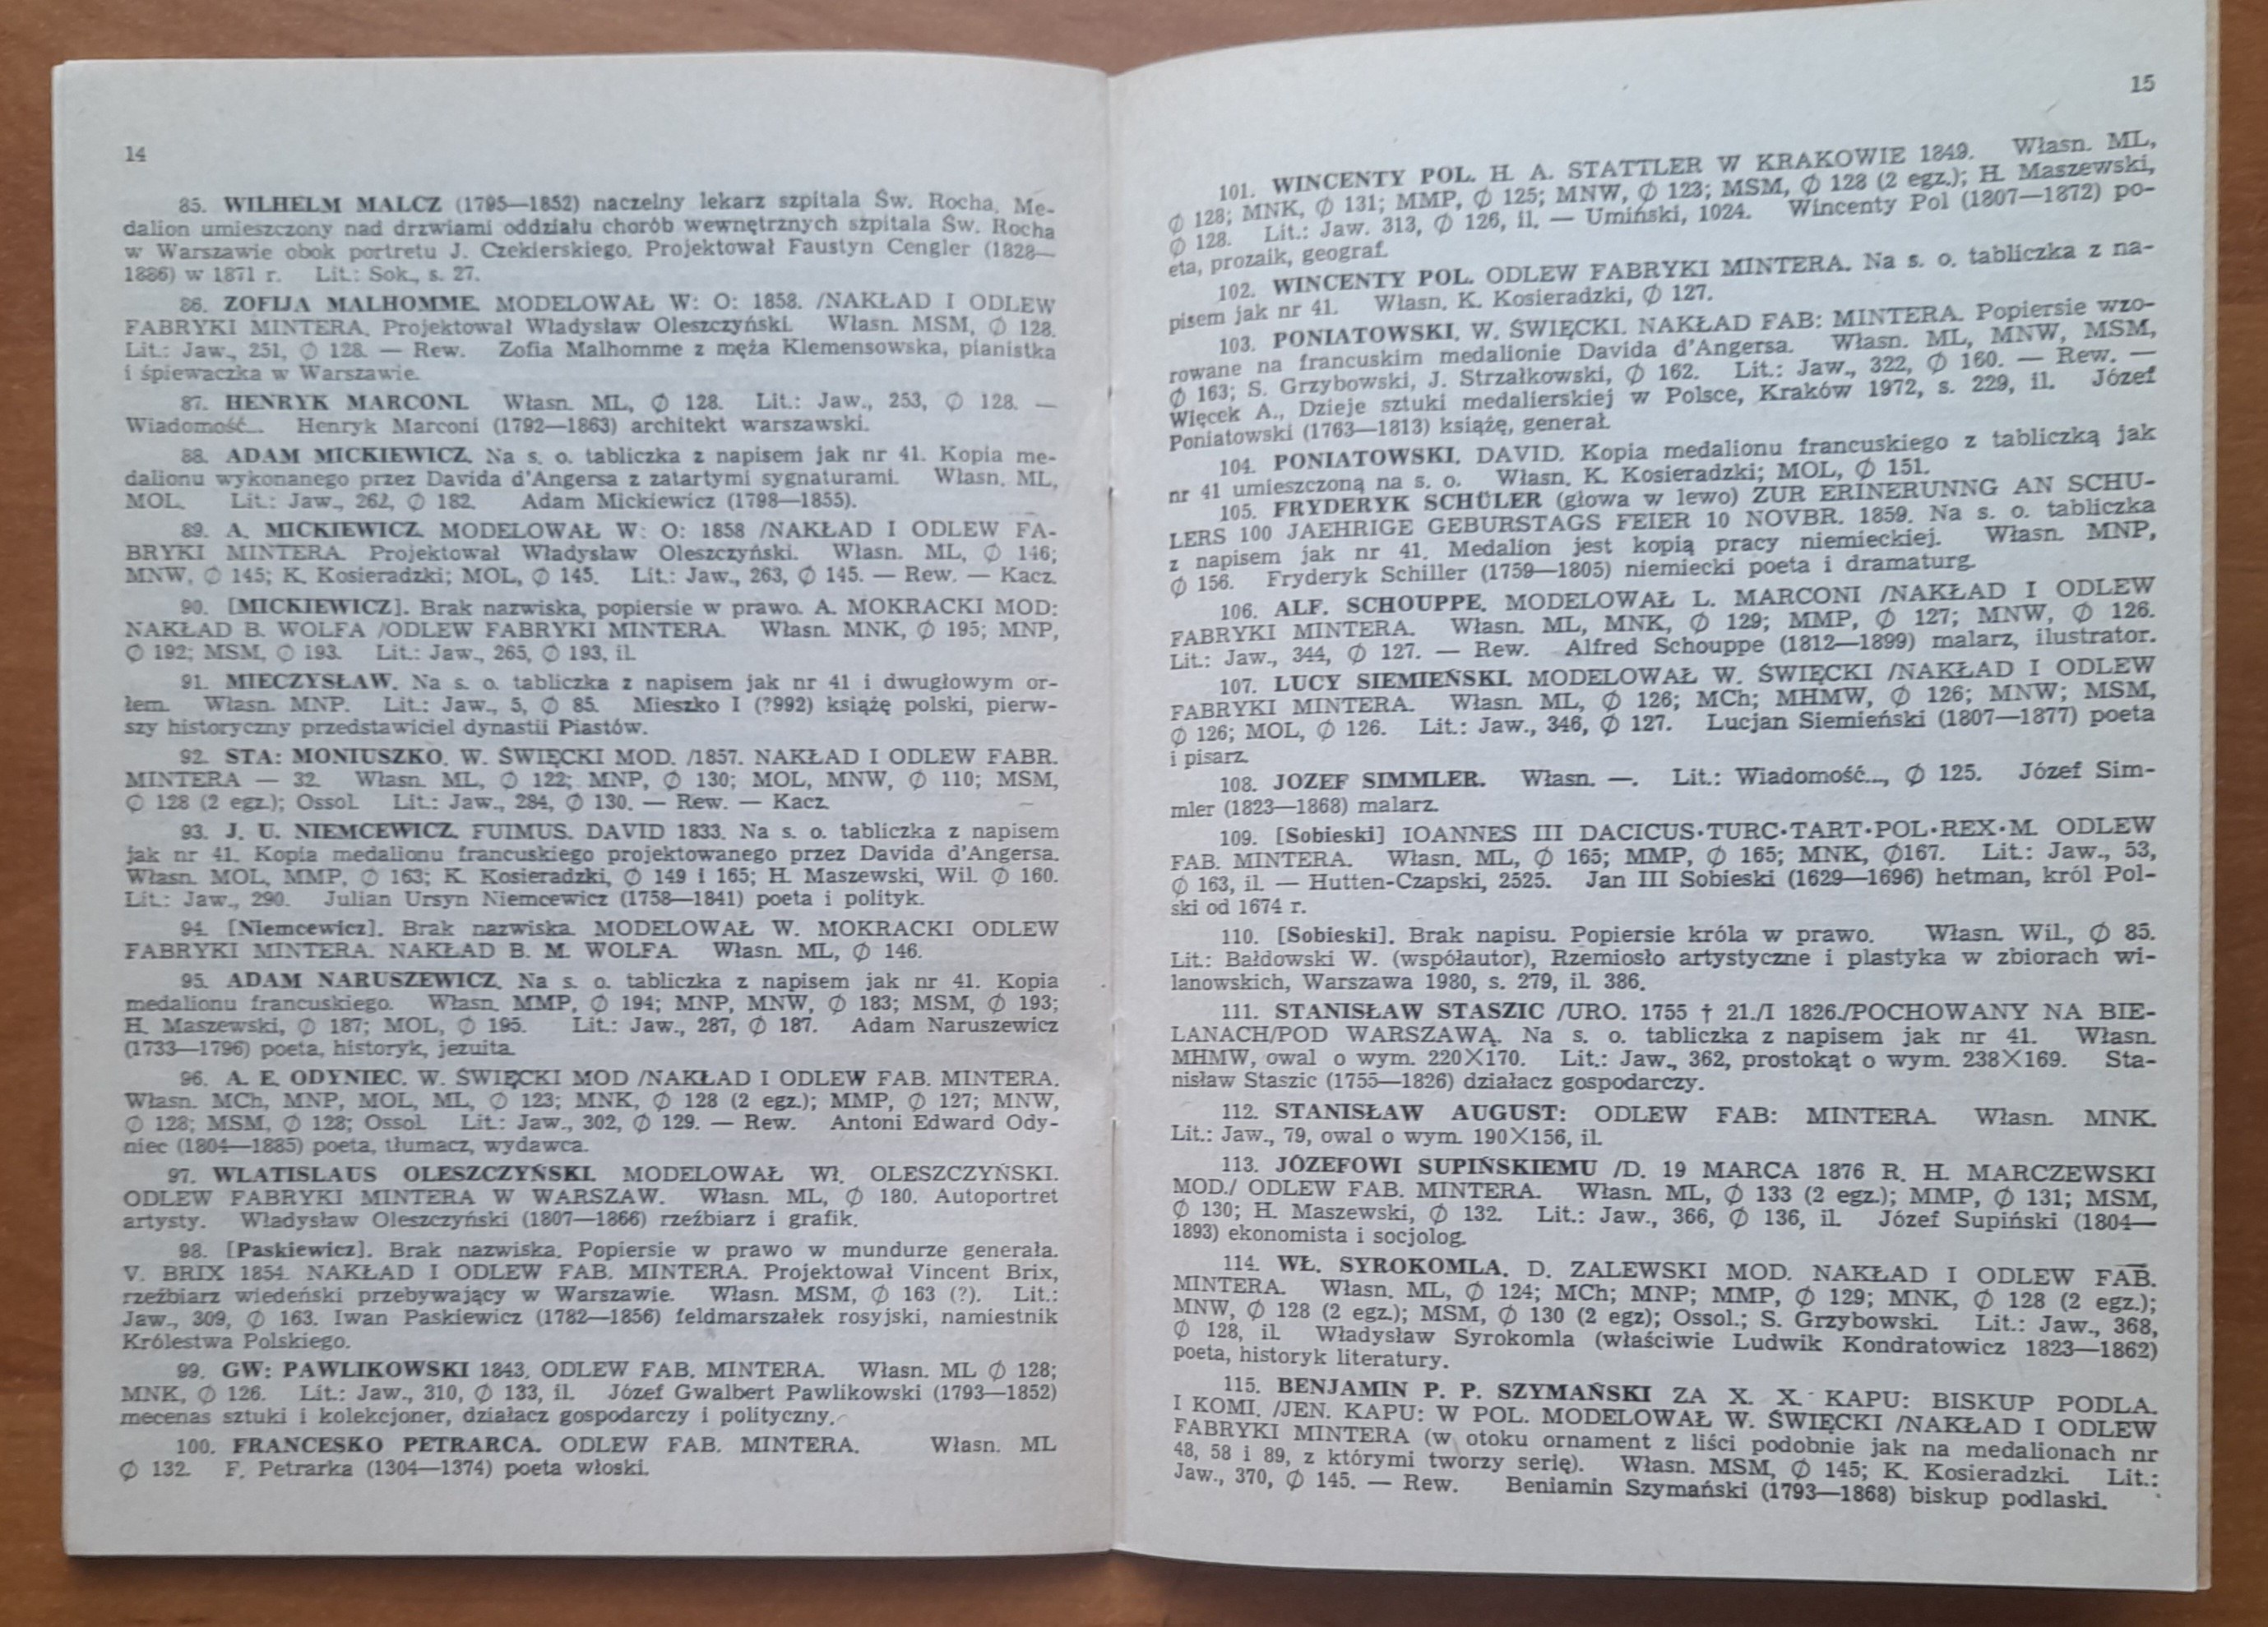 14
85. WILHELM MALCZ (1795—1852) naczelny lekarz szpitala Św. Rocha. Me-
dalion umieszczony nad drzwiami oddziału chorób wewnętrznych szpitala Św. Rocha
w Warszawie obok portretu J. Czekierskiego. Projektował Faustyn Cengler (1828—
1886) w 1871 r. Lit.: Sok., s. 27.
86. ZOFIJA MALHOMME. MODELOWAŁ W: O: 1858. /NAKŁAD I ODLEW
FABRYKI MINTERA. Projektował Władysław Oleszczyński. Własn. MSM, ∅ 128.
Lit.: Jaw., 251, ∅ 128. — Rew. Zofia Malhomme z męża Klemensowska, pianistka
i śpiewaczka w Warszawie.
87. HENRYK MARCONI. Własn. ML, ∅ 128. Lit.: Jaw., 253, ∅ 128. —
Wiadomość... Henryk Marconi (1792—1863) architekt warszawski.
88. ADAM MICKIEWICZ. Na s. o. tabliczka z napisem jak nr 41. Kopia me-
dalionu wykonanego przez Davida d'Angersa z zatartymi sygnaturami. Własn. ML,
MOL. Lit.: Jaw., 262, ∅ 182. Adam Mickiewicz (1798—1855).
89. A. MICKIEWICZ. MODELOWAŁ W: O: 1858 /NAKŁAD I ODLEW FA-
BRYKI MINTERA. Projektował Władysław Oleszczyński. Własn. ML, ∅ 146;
MNW, ∅ 145; K. Kosieradzki; MOL, ∅ 145. Lit.: Jaw., 263, ∅ 145. — Rew. — Kacz.
90. [MICKIEWICZ]. Brak nazwiska, popiersie w prawo. A. MOKRACKI MOD:
NAKŁAD B. WOLFA /ODLEW FABRYKI MINTERA. Własn. MNK, ∅ 195; MNP,
∅ 192; MSM, ∅ 193. Lit.: Jaw., 265, ∅ 193, il.
91. MIECZYSŁAW. Na s. o. tabliczka z napisem jak nr 41 i dwugłowym or-
łem. Własn. MNP. Lit.: Jaw., 5, ∅ 85. Mieszko I (?992) książę polski, pierw-
szy historyczny przedstawiciel dynastii Piastów.
92. STA: MONIUSZKO. W. ŚWIĘCKI MOD. /1857. NAKŁAD I ODLEW FABR.
MINTERA — 32. Własn. ML, ∅ 122; MNP, ∅ 130; MOL, MNW, ∅ 110; MSM,
∅ 128 (2 egz.); Ossol. Lit.: Jaw., 284, ∅ 130. — Rew. — Kacz.
93. J. U. NIEMCEWICZ. FUIMUS. DAVID 1833. Na s. o. tabliczka z napisem
jak nr 41. Kopia medalionu francuskiego projektowanego przez Davida d'Angersa.
Własn. MOL, MMP, ∅ 163; K. Kosieradzki, ∅ 149 i 165; H. Maszewski, Wil. ∅ 160.
Lit.: Jaw., 290. Julian Ursyn Niemcewicz (1758—1841) poeta i polityk.
94. [Niemcewicz]. Brak nazwiska. MODELOWAŁ W. MOKRACKI ODLEW
FABRYKI MINTERA. NAKŁAD B. M. WOLFA. Własn. ML, ∅ 146.
95. ADAM NARUSZEWICZ. Na s. o. tabliczka z napisem jak nr 41. Kopia
medalionu francuskiego. Własn. MMP, ∅ 194; MNP, MNW, ∅ 183; MSM, ∅ 193;
H. Maszewski, ∅ 187; MOL, ∅ 195. Lit.: Jaw., 287, ∅ 187. Adam Naruszewicz
(1733—1796) poeta, historyk, jezuita.
96. A. E. ODYNIEC. W. ŚWIĘCKI MOD /NAKŁAD I ODLEW FAB. MINTERA.
Własn. MCh, MNP, MOL, ML, ∅ 123; MNK, ∅ 128 (2 egz.); MMP, ∅ 127; MNW,
∅ 128; MSM, ∅ 128; Ossol. Lit.: Jaw., 302, ∅ 129. — Rew. Antoni Edward Ody-
niec (1804—1885) poeta, tłumacz, wydawca.
97. WLATISLAUS OLESZCZYŃSKI. MODELOWAŁ Wł. OLESZCZYŃSKI.
ODLEW FABRYKI MINTERA W WARSZAW. Własn. ML, ∅ 180. Autoportret
artysty. Władysław Oleszczyński (1807—1866) rzeźbiarz i grafik.
98. [Paskiewicz]. Brak nazwiska. Popiersie w prawo w mundurze generała.
V. BRIX 1854. NAKŁAD I ODLEW FAB. MINTERA. Projektował Vincent Brix,
rzeźbiarz wiedeński przebywający w Warszawie. Własn. MSM, ∅ 163 (?). Lit.:
Jaw., 309, ∅ 163. Iwan Paskiewicz (1782—1856) feldmarszałek rosyjski, namiestnik
Królestwa Polskiego.
99. GW: PAWLIKOWSKI 1843. ODLEW FAB. MINTERA. Własn. ML ∅ 128;
MNK, ∅ 126. Lit.: Jaw., 310, ∅ 133, il. Józef Gwalbert Pawlikowski (1793—1852)
mecenas sztuki i kolekcjoner, działacz gospodarczy i polityczny.
100. FRANCESKO PETRARCA. ODLEW FAB. MINTERA. Własn. ML
∅ 132. F. Petrarka (1304—1374) poeta włoski.
15
101. WINCENTY POL. H. A. STATTLER W KRAKOWIE 1849. Własn. ML,
∅ 128; MNK, ∅ 131; MMP, ∅ 125; MNW, ∅ 123; MSM, ∅ 128 (2 egz.); H. Maszewski,
∅ 128. Lit.: Jaw. 313, ∅ 126, il. — Umiński, 1024. Wincenty Pol (1807—1872) po-
eta, prozaik, geograf.
102. WINCENTY POL. ODLEW FABRYKI MINTERA. Na s. o. tabliczka z na-
pisem jak nr 41. Własn. K. Kosieradzki, ∅ 127.
103. PONIATOWSKI. W. ŚWIĘCKI. NAKŁAD FAB: MINTERA. Popiersie wzo-
rowane na francuskim medalionie Davida d'Angersa. Własn. ML, MNW, MSM,
∅ 163; S. Grzybowski, J. Strzałkowski, ∅ 162. Lit.: Jaw., 322, ∅ 160. — Rew. —
Więcek A., Dzieje sztuki medalierskiej w Polsce, Kraków 1972, s. 229, il. Józef
Poniatowski (1763—1813) książę, generał.
104. PONIATOWSKI. DAVID. Kopia medalionu francuskiego z tabliczką jak
nr 41 umieszczoną na s. o. Własn. K. Kosieradzki; MOL, ∅ 151.
105. FRYDERYK SCHÜLER (głowa w lewo) ZUR ERINERUNNG AN SCHU-
LERS 100 JAEHRIGE GEBURSTAGS FEIER 10 NOVBR. 1859. Na s. o. tabliczka
z napisem jak nr 41. Medalion jest kopią pracy niemieckiej. Własn. MNP,
∅ 156. Fryderyk Schiller (1759—1805) niemiecki poeta i dramaturg.
106. ALF. SCHOUPPE. MODELOWAŁ L. MARCONI /NAKŁAD I ODLEW
FABRYKI MINTERA. Własn. ML, MNK, ∅ 129; MMP, ∅ 127; MNW, ∅ 126.
Lit.: Jaw., 344, ∅ 127. — Rew. Alfred Schouppe (1812—1899) malarz, ilustrator.
107. LUCY SIEMIEŃSKI. MODELOWAŁ W. ŚWIĘCKI /NAKŁAD I ODLEW
FABRYKI MINTERA. Własn. ML, ∅ 126; MCh; MHMW, ∅ 126; MNW; MSM,
∅ 126; MOL, ∅ 126. Lit.: Jaw., 346, ∅ 127. Lucjan Siemieński (1807—1877) poeta
i pisarz.
108. JOZEF SIMMLER. Własn. —. Lit.: Wiadomość..., ∅ 125. Józef Sim-
mler (1823—1868) malarz.
109. [Sobieski] IOANNES III DACICUS·TURC·TART·POL·REX·M. ODLEW
FAB. MINTERA. Własn. ML, ∅ 165; MMP, ∅ 165; MNK, ∅167. Lit.: Jaw., 53,
∅ 163, il. — Hutten-Czapski, 2525. Jan III Sobieski (1629—1696) hetman, król Pol-
ski od 1674 r.
110. [Sobieski]. Brak napisu. Popiersie króla w prawo. Własn. Wil., ∅ 85.
Lit.: Bałdowski W. (współautor), Rzemiosło artystyczne i plastyka w zbiorach wi-
lanowskich, Warszawa 1980, s. 279, il. 386.
111. STANISŁAW STASZIC /URO. 1755 † 21./I 1826./POCHOWANY NA BIE-
LANACH/POD WARSZAWĄ. Na s. o. tabliczka z napisem jak nr 41. Własn.
MHMW, owal o wym. 220X170. Lit.: Jaw., 362, prostokąt o wym. 238X169. Sta-
nisław Staszic (1755—1826) działacz gospodarczy.
112. STANISŁAW AUGUST: ODLEW FAB: MINTERA. Własn. MNK.
Lit.: Jaw., 79, owal o wym. 190X156, il.
113. JÓZEFOWI SUPIŃSKIEMU /D. 19 MARCA 1876 R. H. MARCZEWSKI
MOD./ ODLEW FAB. MINTERA. Własn. ML, ∅ 133 (2 egz.); MMP, ∅ 131; MSM,
∅ 130; H. Maszewski, ∅ 132. Lit.: Jaw., 366, ∅ 136, il. Józef Supiński (1804—
1893) ekonomista i socjolog.
114. WŁ. SYROKOMLA. D. ZALEWSKI MOD. NAKŁAD I ODLEW FAB.
MINTERA. Własn. ML, ∅ 124; MCh; MNP; MMP, ∅ 129; MNK, ∅ 128 (2 egz.);
MNW, ∅ 128 (2 egz.); MSM, ∅ 130 (2 egz); Ossol.; S. Grzybowski. Lit.: Jaw., 368,
∅ 128, il. Władysław Syrokomla (właściwie Ludwik Kondratowicz 1823—1862)
poeta, historyk literatury.
115. BENJAMIN P. P. SZYMAŃSKI ZA X. X. KAPU: BISKUP PODLA.
I KOMI. /JEN. KAPU: W POL. MODELOWAŁ W. ŚWIĘCKI /NAKŁAD I ODLEW
FABRYKI MINTERA (w otoku ornament z liści podobnie jak na medalionach nr
48, 58 i 89, z którymi tworzy serię). Własn. MSM, ∅ 145; K. Kosieradzki. Lit.:
Jaw., 370, ∅ 145. — Rew. Beniamin Szymański (1793—1868) biskup podlaski.